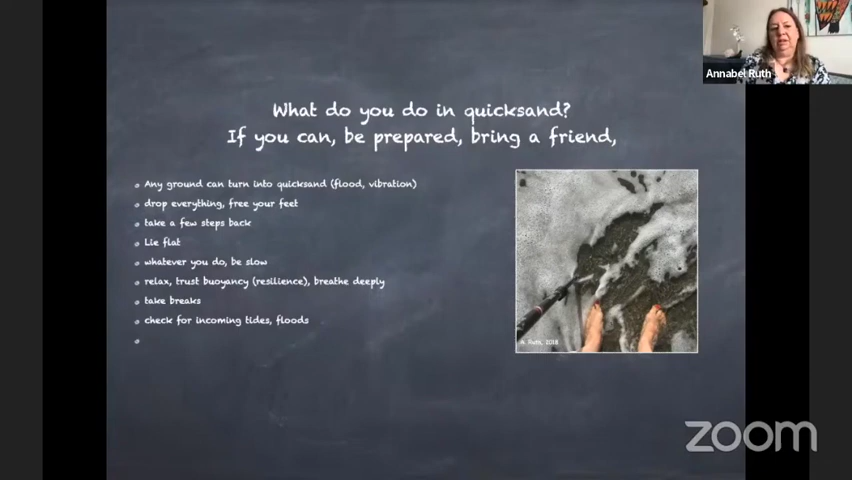 Annabel Ruth
What do you do in quicksand?
If you can, be prepared, bring a friend,
Any ground can turn into quicksand (flood, vibration)
drop everything, free your feet
take a few steps back
Lie flat
whatever you do, be slow
relax, trust buoyancy (resilience), breathe deeply
take breaks
check for incoming tides, floods
A. Ruth, 2018
zoom